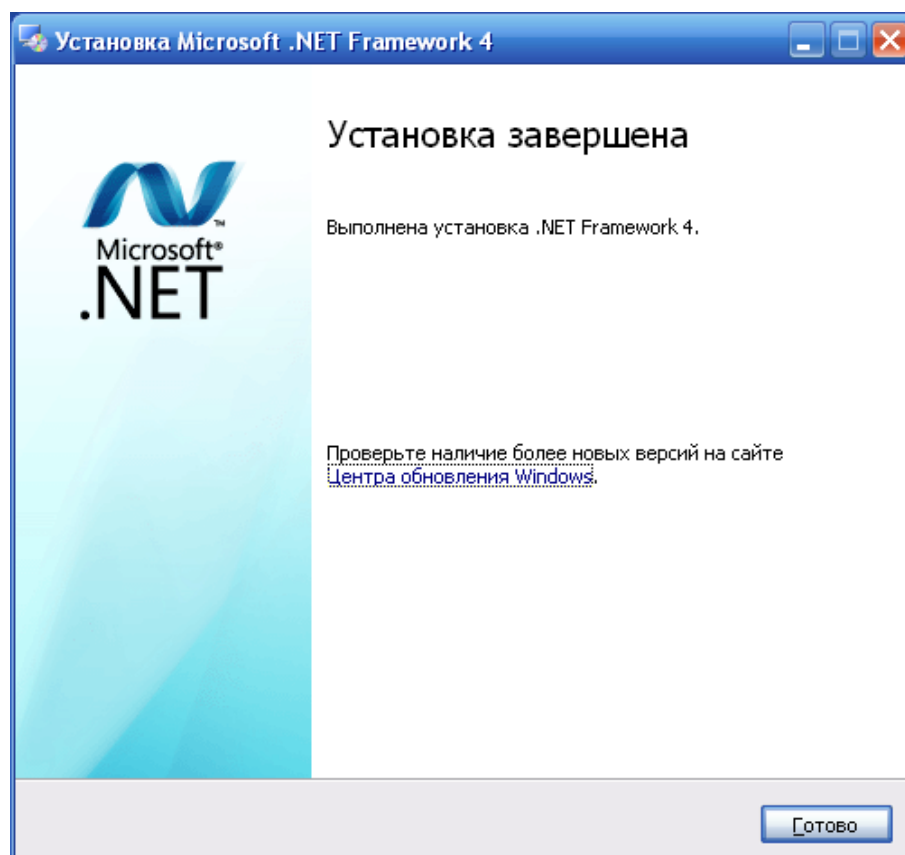 Установка Microsoft .NET Framework 4
Установка завершена
Microsoft®
.NET
TM
Выполнена установка .NET Framework 4.
Проверьте наличие более новых версий на сайте
Центра обновления Windows.
Готово